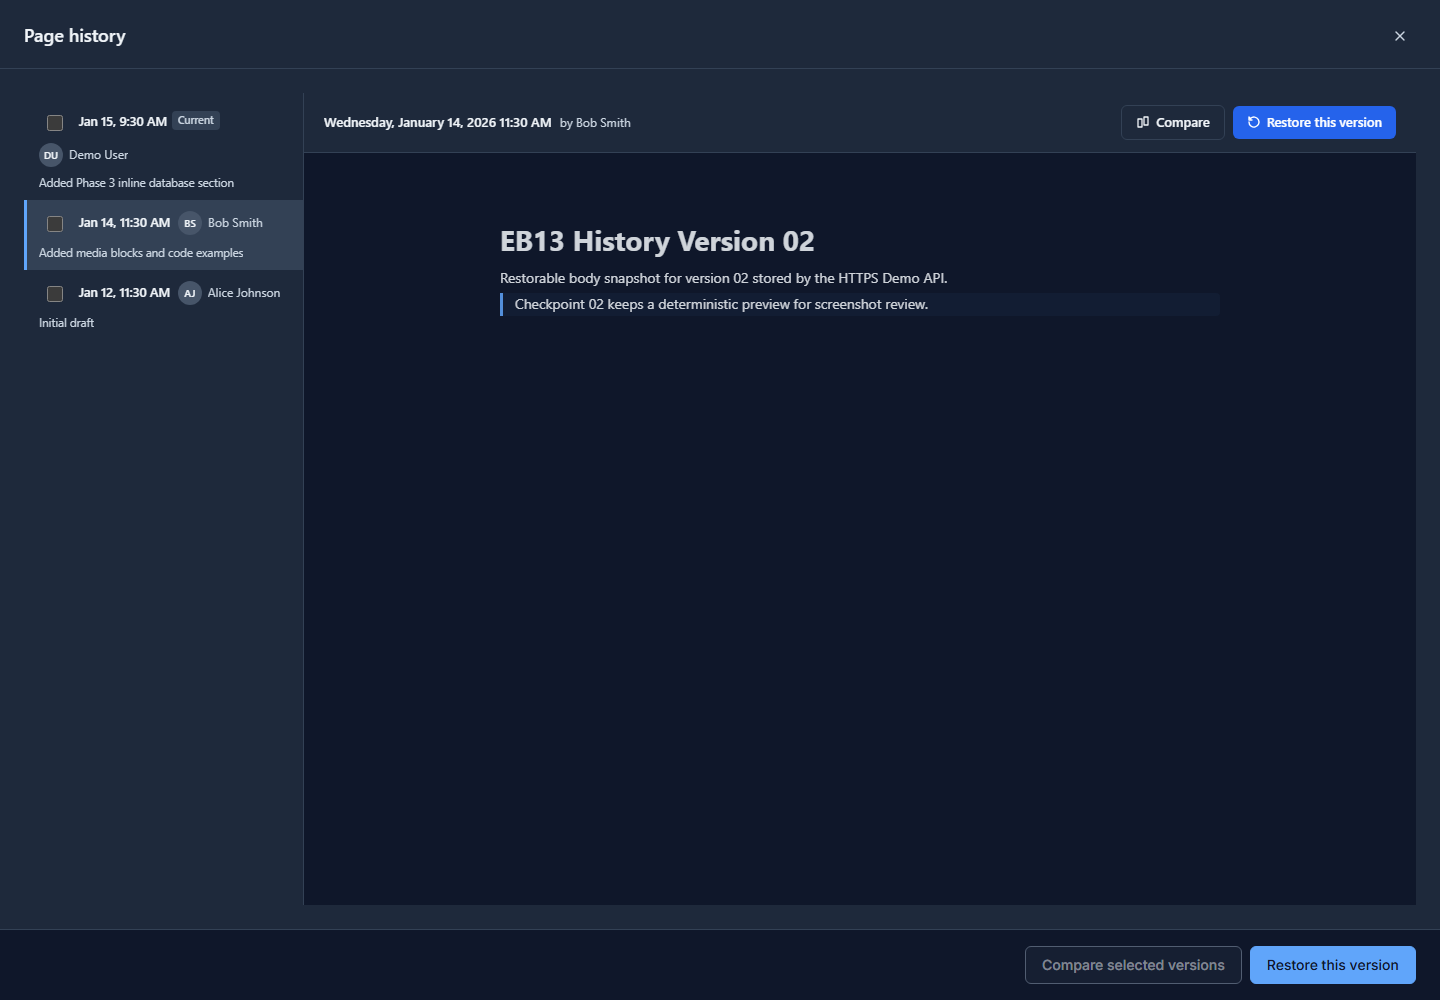 Page history
Jan 15, 9:30 AM Current
DU Demo User
Added Phase 3 inline database section
Jan 14, 11:30 AM BS Bob Smith
Added media blocks and code examples
Jan 12, 11:30 AM AJ Alice Johnson
Initial draft
Wednesday, January 14, 2026 11:30 AM by Bob Smith
Compare
Restore this version
EB13 History Version 02
Restorable body snapshot for version 02 stored by the HTTPS Demo API.
Checkpoint 02 keeps a deterministic preview for screenshot review.
Compare selected versions
Restore this version